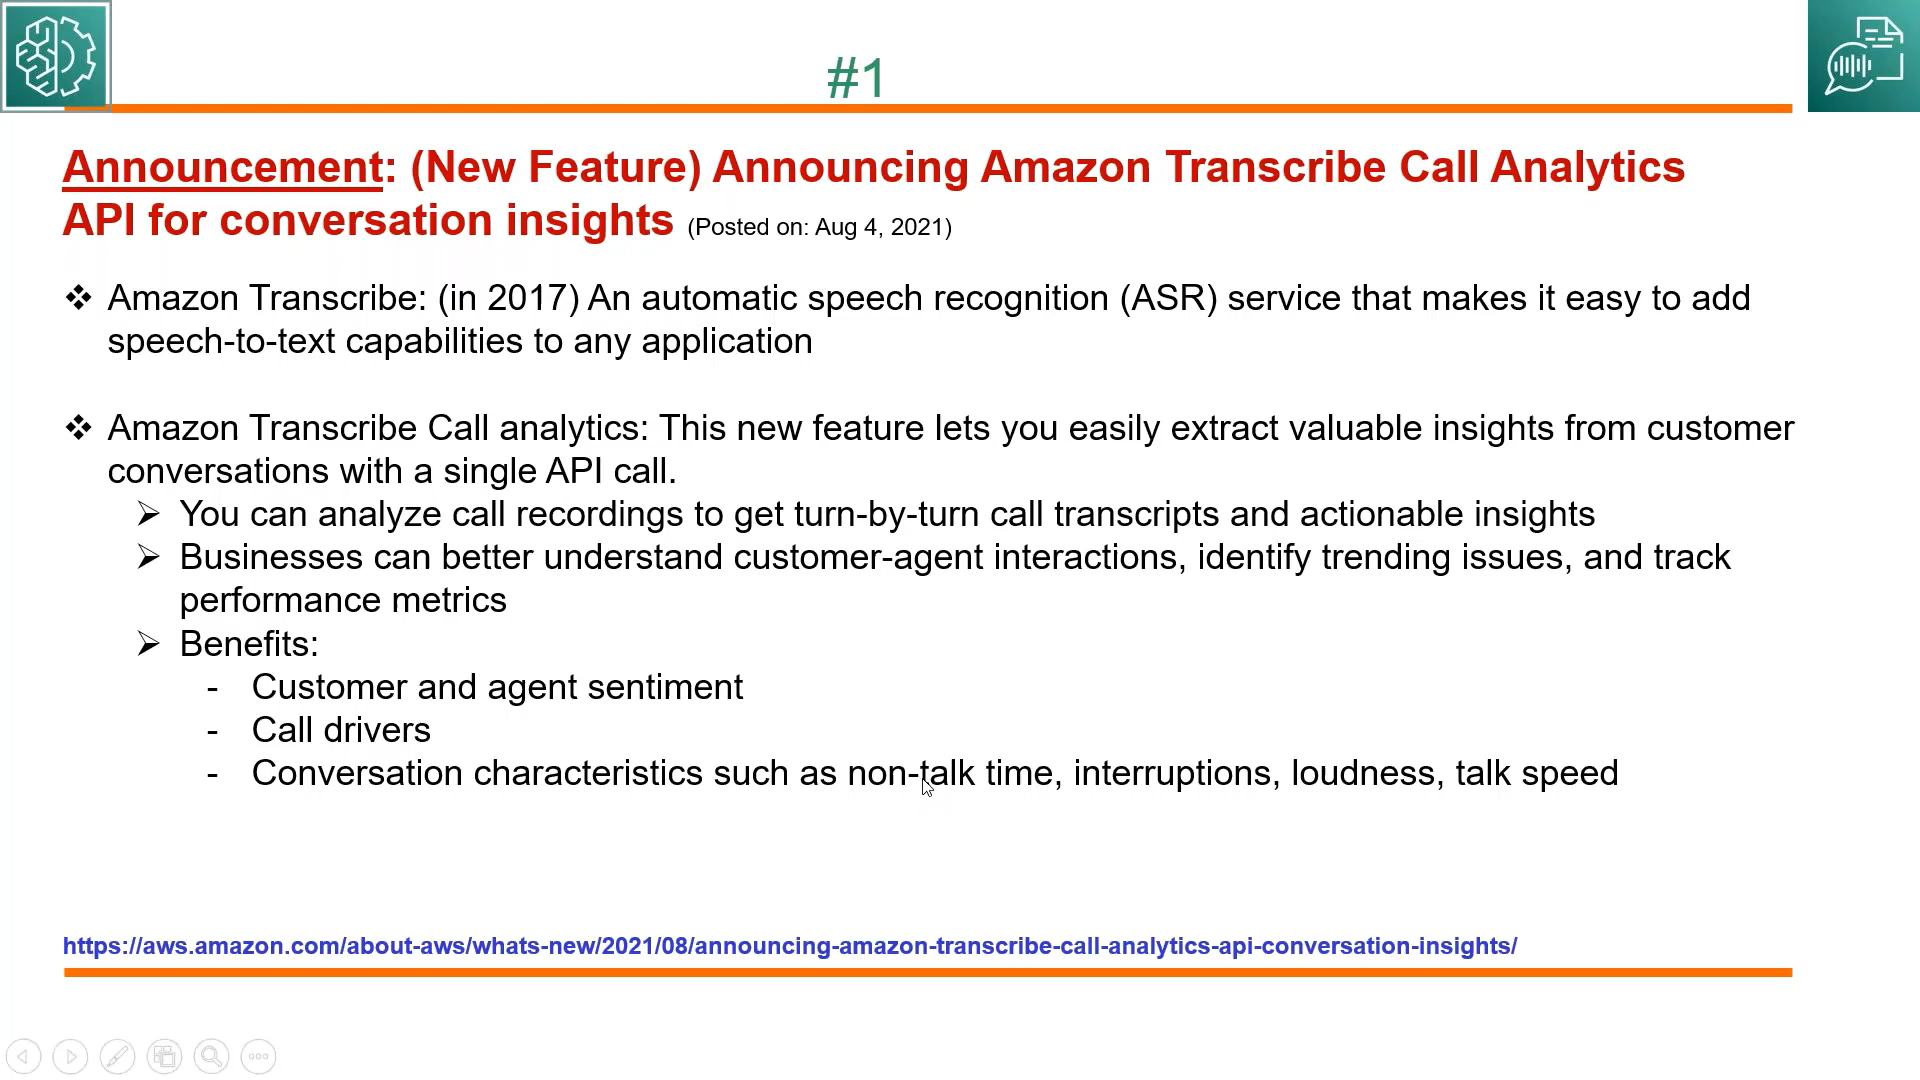 #1
Announcement: (New Feature) Announcing Amazon Transcribe Call Analytics
API for conversation insights (Posted on: Aug 4, 2021)
❖ Amazon Transcribe: (in 2017) An automatic speech recognition (ASR) service that makes it easy to add
speech-to-text capabilities to any application
❖ Amazon Transcribe Call analytics: This new feature lets you easily extract valuable insights from customer
conversations with a single API call.
➢ You can analyze call recordings to get turn-by-turn call transcripts and actionable insights
➢ Businesses can better understand customer-agent interactions, identify trending issues, and track
performance metrics
➢ Benefits:
- Customer and agent sentiment
- Call drivers
- Conversation characteristics such as non-talk time, interruptions, loudness, talk speed
https://aws.amazon.com/about-aws/whats-new/2021/08/announcing-amazon-transcribe-call-analytics-api-conversation-insights/